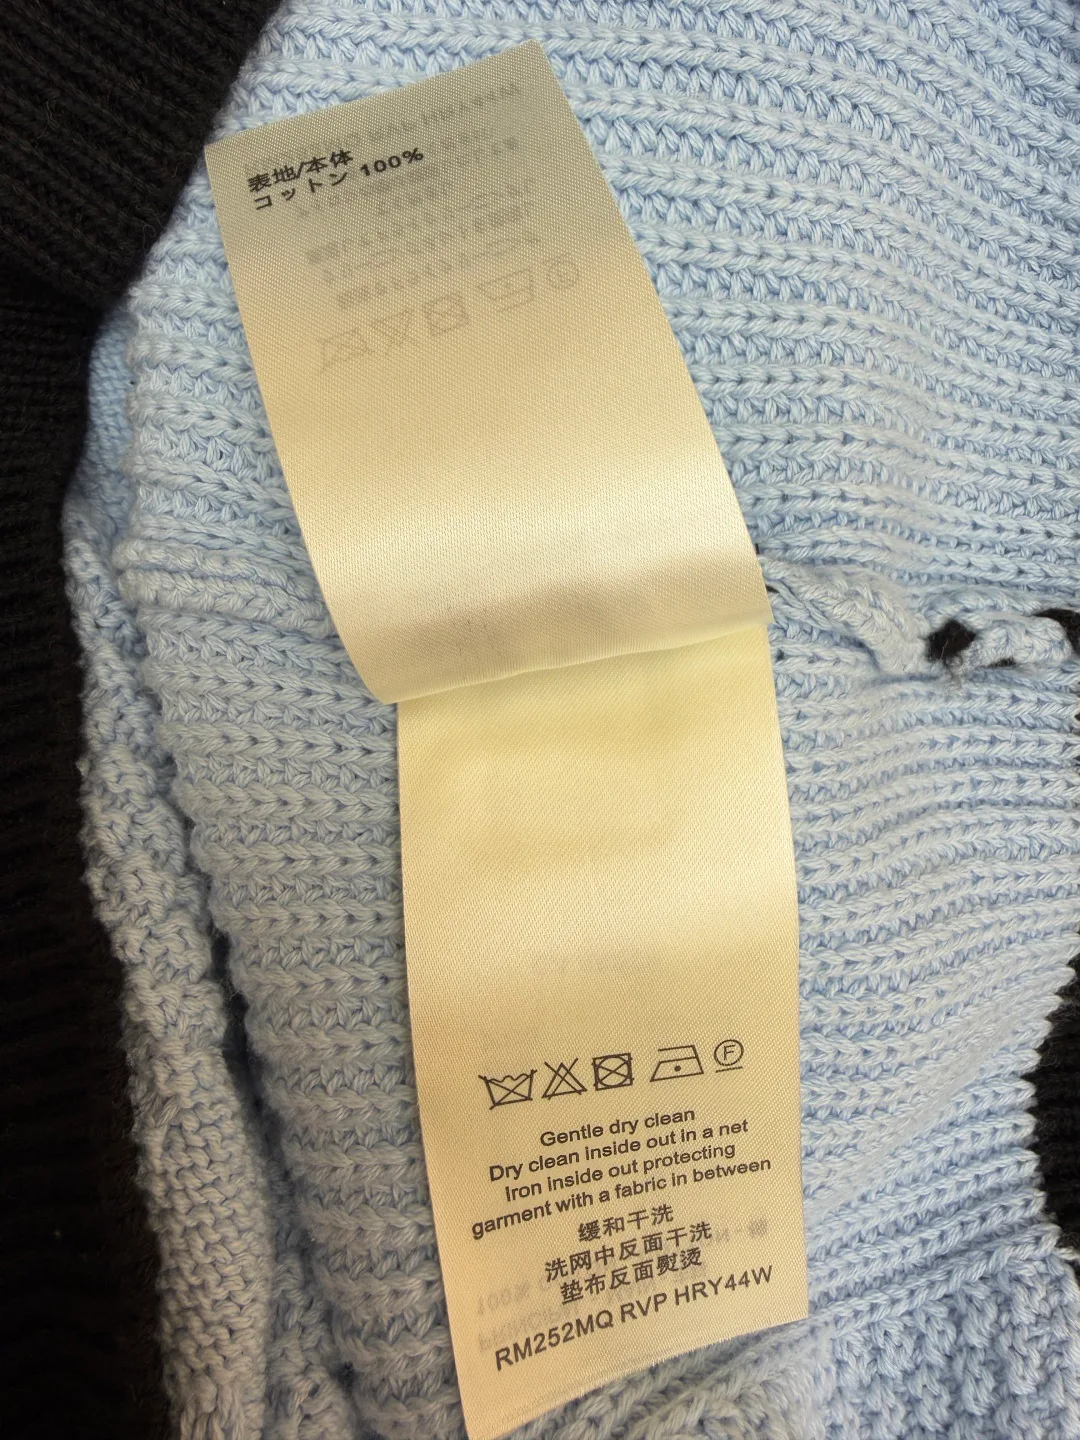 表地/本体
コットン 100%
F
Gentle dry clean
Dry clean inside out in a net
Iron inside out protecting
garment with a fabric in between
缓和干洗
洗网中反面干洗
垫布反面熨烫
RM252MQ RVP HRY44W